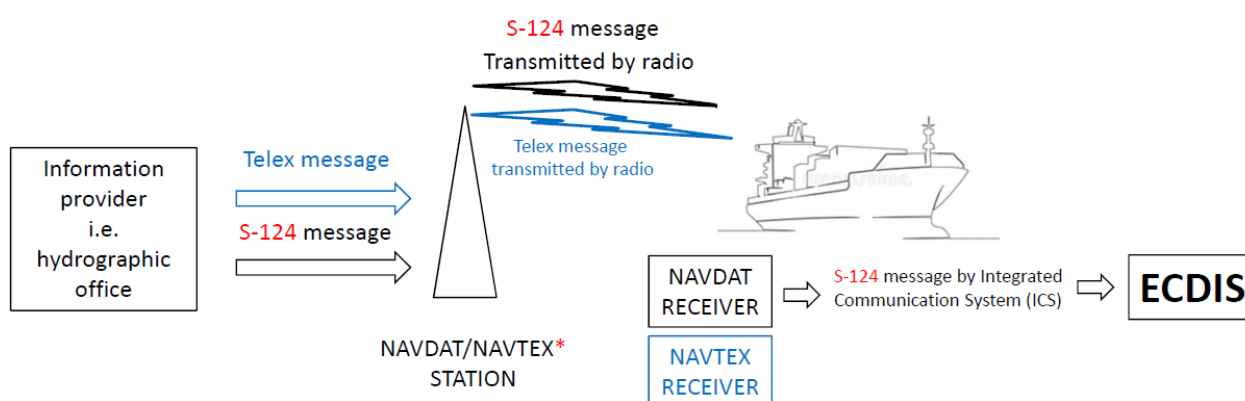 S-124 message
Transmitted by radio
Telex message
transmitted by radio
Information
provider
i.e.
hydrographic
office
Telex message
S-124 message
NAVDAT/NAVTEX*
STATION
NAVDAT
RECEIVER
S-124 message by Integrated
Communication System (ICS)
ECDIS
NAVTEX
RECEIVER